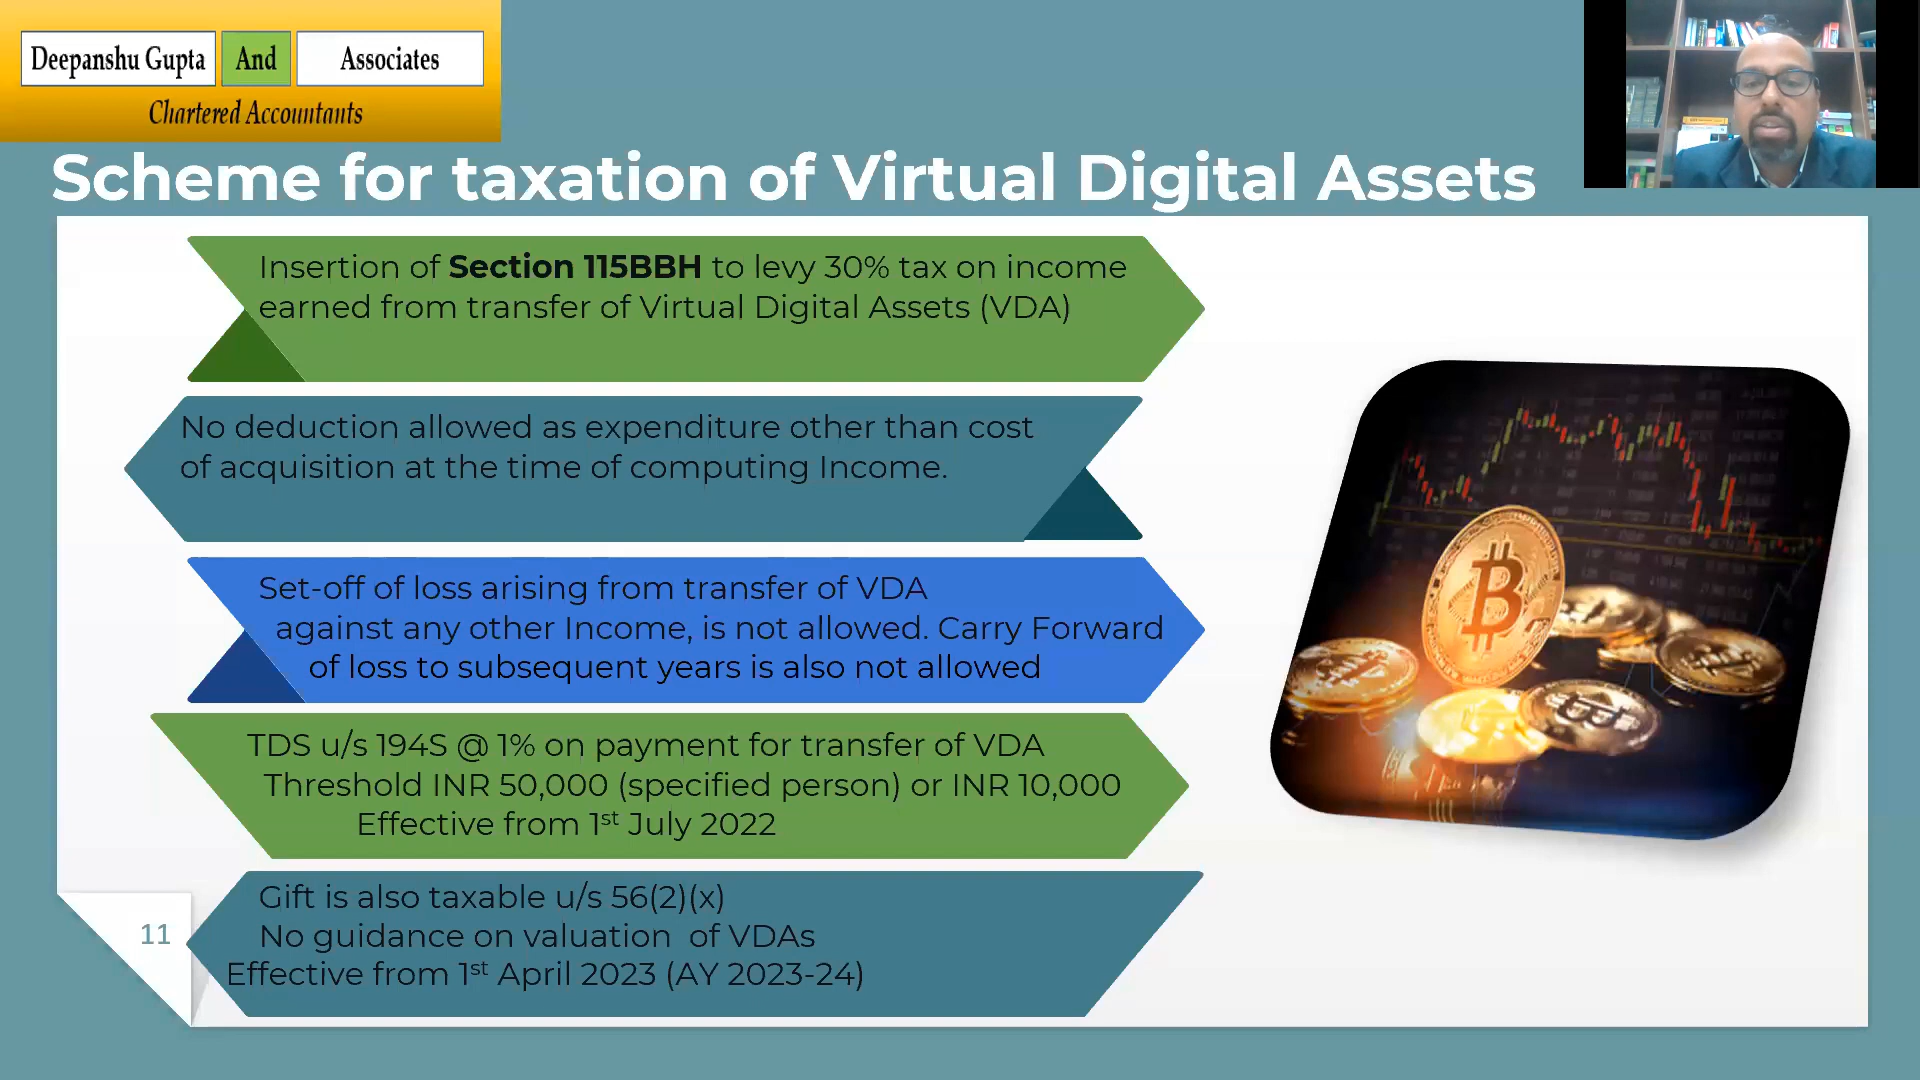 Deepanshu Gupta And Associates
Chartered Accountants
Scheme for taxation of Virtual Digital Assets
Insertion of Section 115BBH to levy 30% tax on income
earned from transfer of Virtual Digital Assets (VDA)
No deduction allowed as expenditure other than cost
of acquisition at the time of computing Income.
Set-off of loss arising from transfer of VDA
against any other Income, is not allowed. Carry Forward
of loss to subsequent years is also not allowed
TDS u/s 194S @ 1% on payment for transfer of VDA
Threshold INR 50,000 (specified person) or INR 10,000
Effective from 1st July 2022
Gift is also taxable u/s 56(2)(x)
No guidance on valuation of VDAs
Effective from 1st April 2023 (AY 2023-24)
11